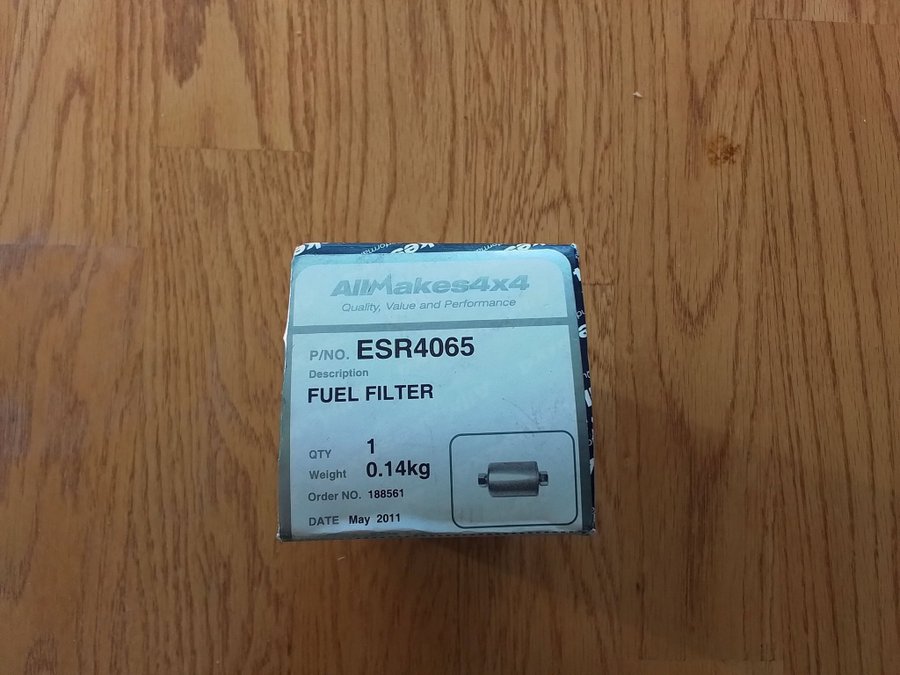 AllMakes4x4
Quality, Value and Performance
P/NO. ESR4065
Description
FUEL FILTER
QTY 1
Weight 0.14kg
Order NO. 188561
DATE May 2011